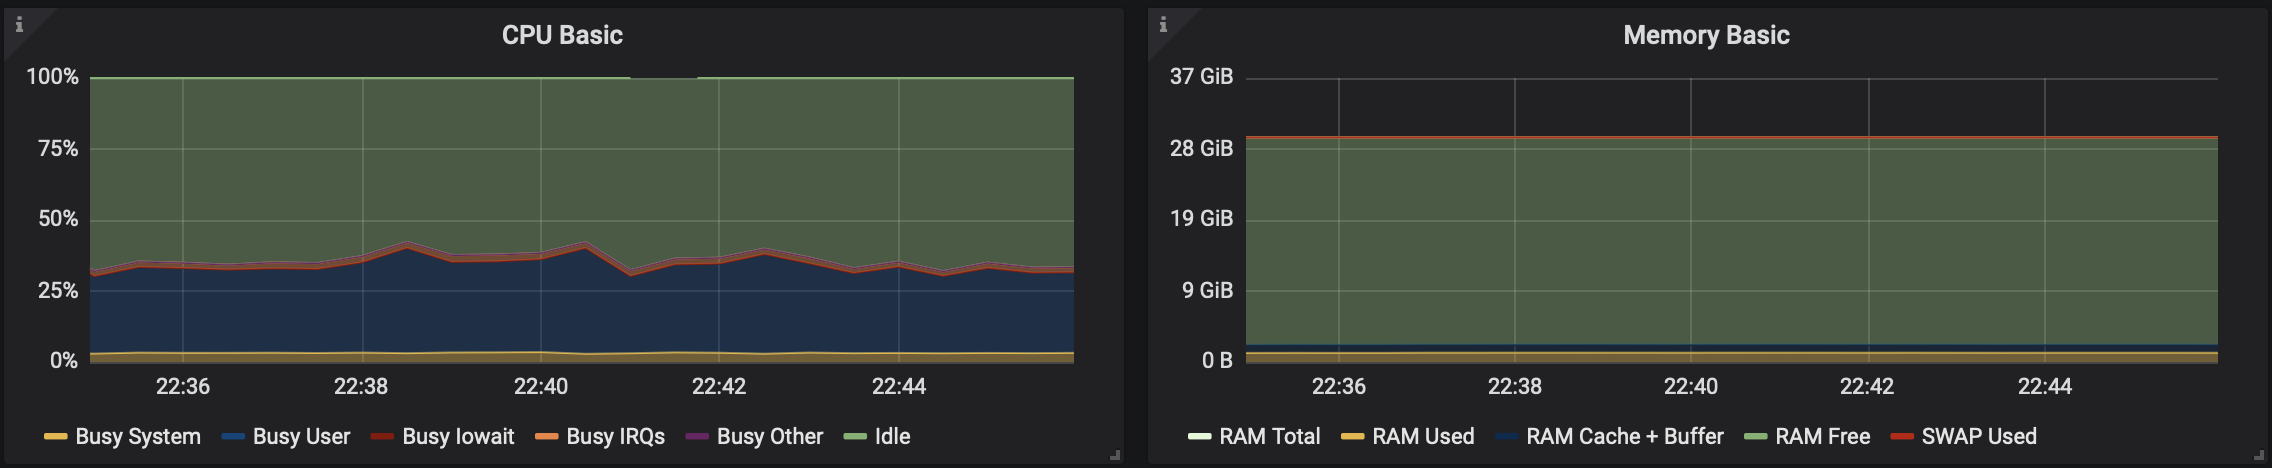 CPU Basic
100%
75%
50%
25%
0%
22:36 22:38 22:40 22:42 22:44
Busy System Busy User Busy Iowait Busy IRQs Busy Other Idle
Memory Basic
37 GiB
28 GiB
19 GiB
9 GiB
0 B
22:36 22:38 22:40 22:42 22:44
RAM Total RAM Used RAM Cache + Buffer RAM Free SWAP Used